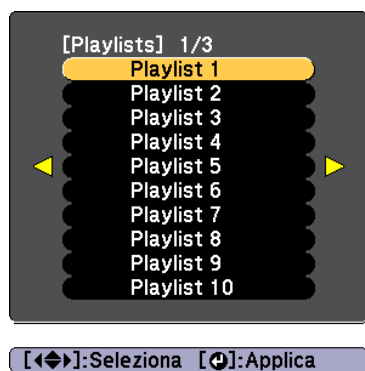 [Playlists] 1/3
Playlist 1
Playlist 2
Playlist 3
Playlist 4
Playlist 5
Playlist 6
Playlist 7
Playlist 8
Playlist 9
Playlist 10
[]:Seleziona []:Applica